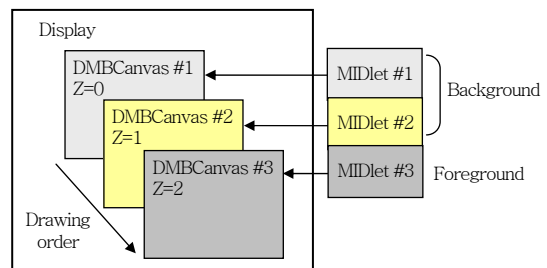 Display
DMBCanvas #1
Z=0
DMBCanvas #2
Z=1
DMBCanvas #3
Z=2
Drawing
order
MIDlet #1
MIDlet #2
MIDlet #3
Background
Foreground